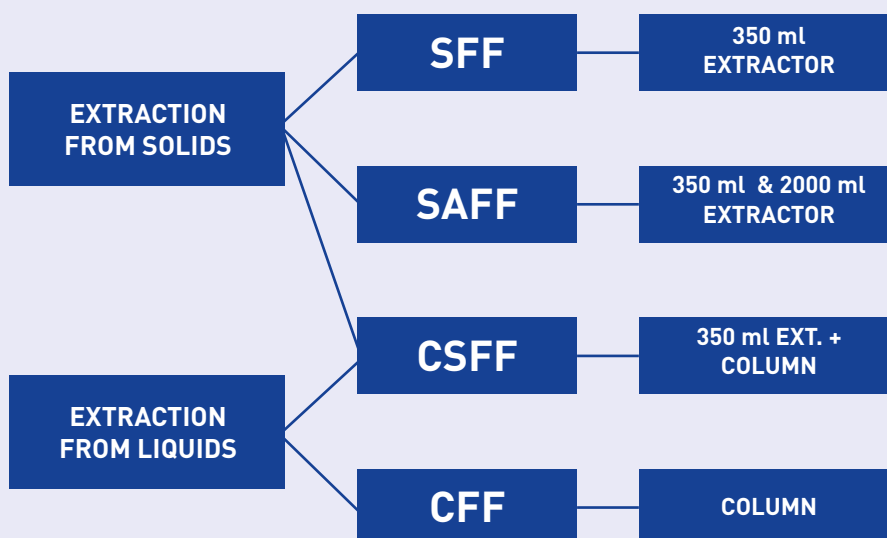 EXTRACTION
FROM SOLIDS
SFF
350 ml
EXTRACTOR
SAFF
350 ml & 2000 ml
EXTRACTOR
CSFF
350 ml EXT. +
COLUMN
EXTRACTION
FROM LIQUIDS
CFF
COLUMN